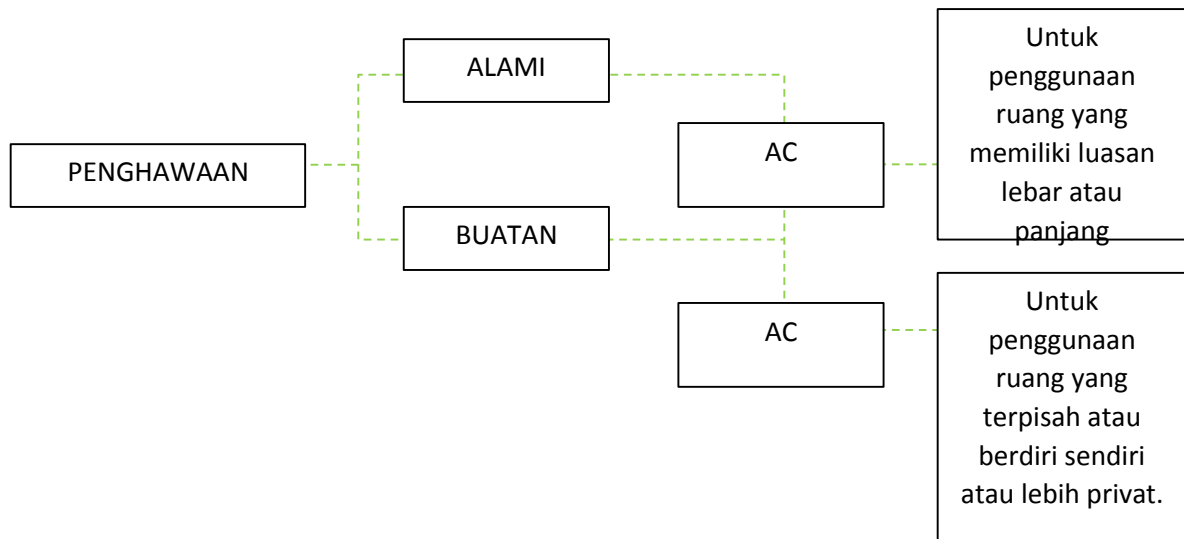 PENGHAWAAN
ALAMI
BUATAN
AC
Untuk
penggunaan
ruang yang
memiliki luasan
lebar atau
panjang
AC
Untuk
penggunaan
ruang yang
terpisah atau
berdiri sendiri
atau lebih privat.